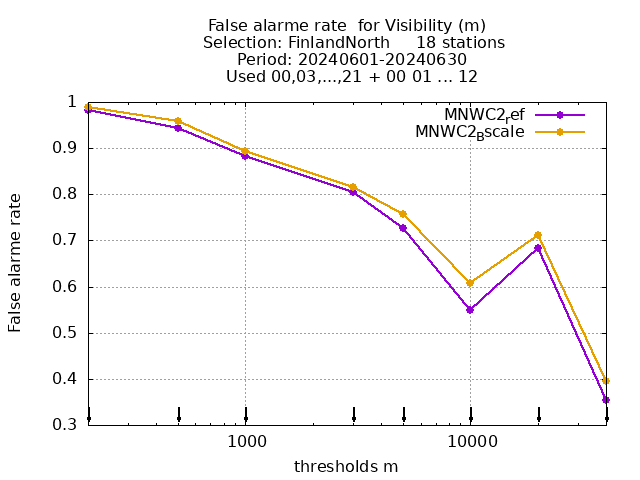 False alarme rate  for Visibility (m)
Selection: FinlandNorth     18 stations
Period: 20240601-20240630
Used 00,03,...,21 + 00 01 ... 12
MNWC2ref
MNWC2Bscale
1
0.9
0.8
0.7
0.6
0.5
0.4
0.3
False alarme rate
1000
10000
thresholds m